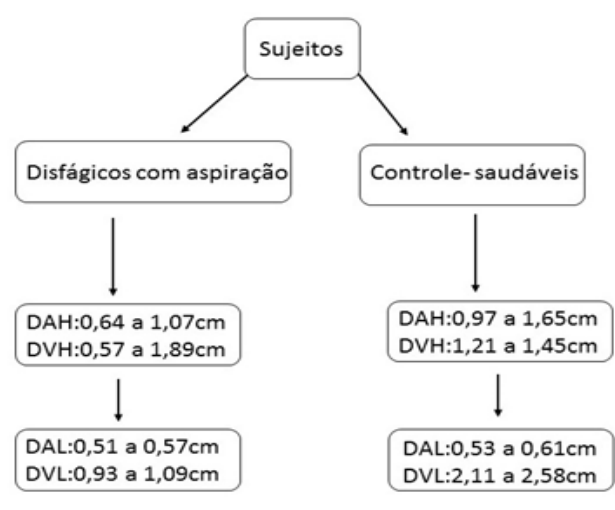 Sujeitos
Disfágicos com aspiração
Controle- saudáveis
DAH:0,64 a 1,07cm
DVH:0,57 a 1,89cm
DAH:0,97 a 1,65cm
DVH:1,21 a 1,45cm
DAL:0,51 a 0,57cm
DVL:0,93 a 1,09cm
DAL:0,53 a 0,61cm
DVL:2,11 a 2,58cm